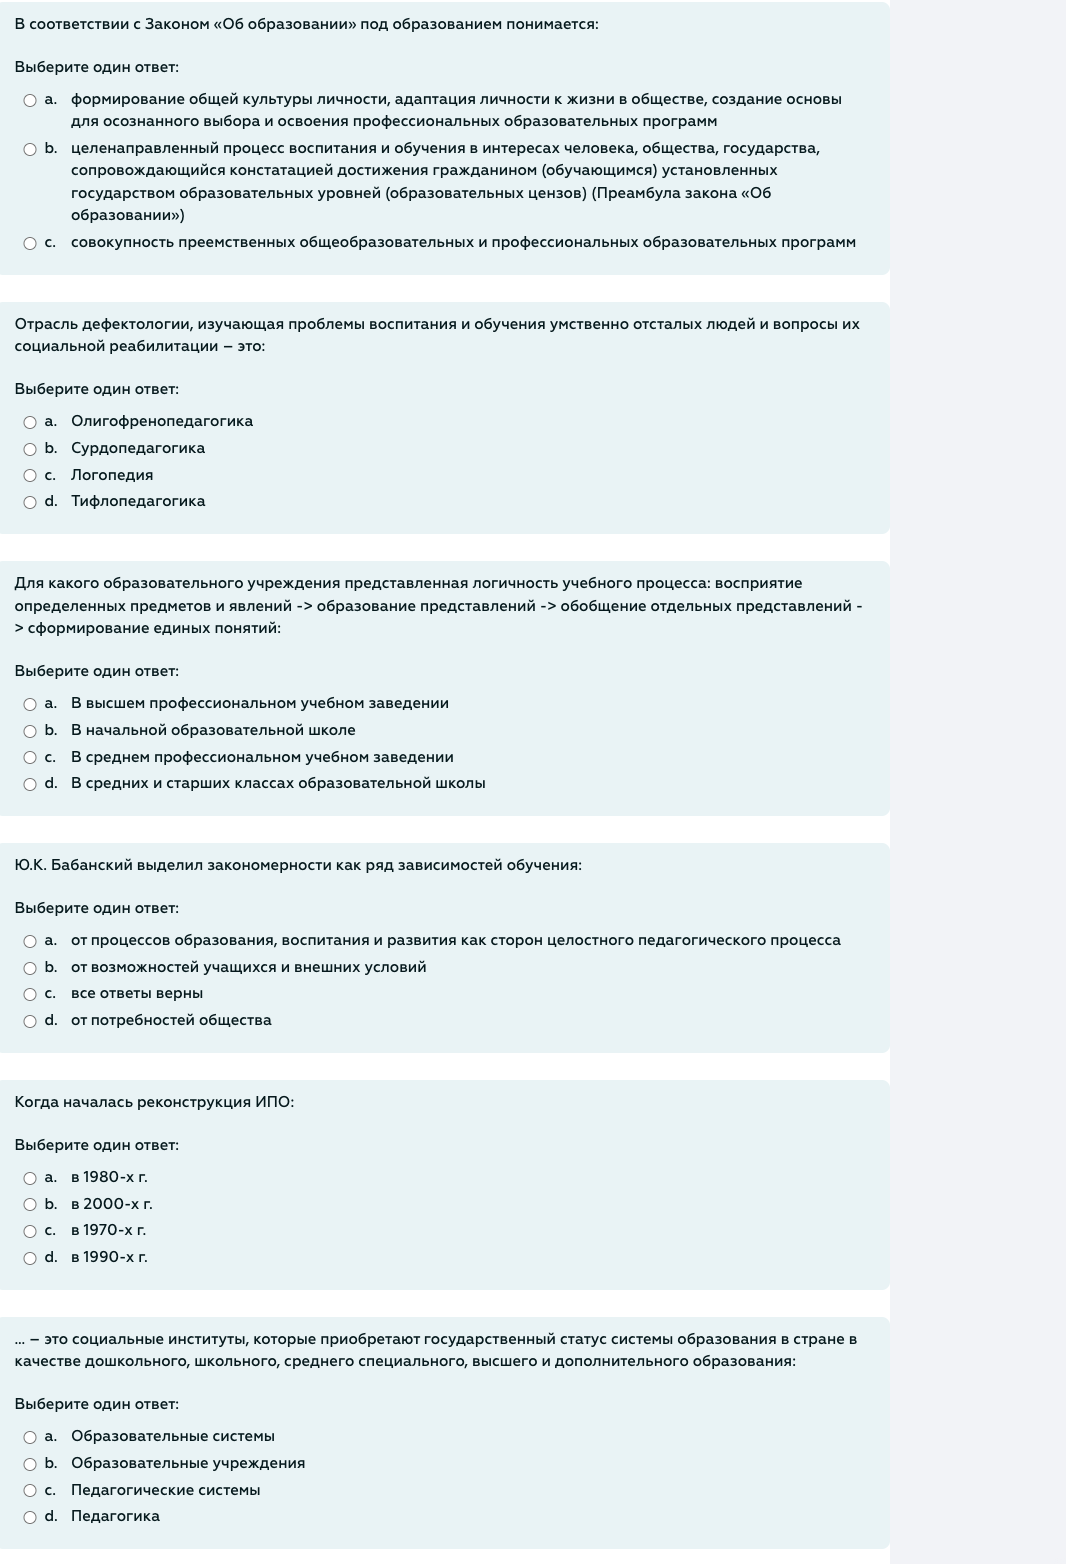 В соответствии с Законом «Об образовании» под образованием понимается:
Выберите один ответ:
a. формирование общей культуры личности, адаптация личности к жизни в обществе, создание основы
для осознанного выбора и освоения профессиональных образовательных программ
b. целенаправленный процесс воспитания и обучения в интересах человека, общества, государства,
сопровождающийся констатацией достижения гражданином (обучающимся) установленных
государством образовательных уровней (образовательных цензов) (Преамбула закона «Об
образовании»)
c. совокупность преемственных общеобразовательных и профессиональных образовательных программ
Отрасль дефектологии, изучающая проблемы воспитания и обучения умственно отсталых людей и вопросы их
социальной реабилитации – это:
Выберите один ответ:
a. Олигофренопедагогика
b. Сурдопедагогика
c. Логопедия
d. Тифлопедагогика
Для какого образовательного учреждения представленная логичность учебного процесса: восприятие
определенных предметов и явлений -> образование представлений -> обобщение отдельных представлений -
> сформирование единых понятий:
Выберите один ответ:
a. В высшем профессиональном учебном заведении
b. В начальной образовательной школе
c. В среднем профессиональном учебном заведении
d. В средних и старших классах образовательной школы
Ю.К. Бабанский выделил закономерности как ряд зависимостей обучения:
Выберите один ответ:
a. от процессов образования, воспитания и развития как сторон целостного педагогического процесса
b. от возможностей учащихся и внешних условий
c. все ответы верны
d. от потребностей общества
Когда началась реконструкция ИПО:
Выберите один ответ:
a. в 1980-х г.
b. в 2000-х г.
c. в 1970-х г.
d. в 1990-х г.
... – это социальные институты, которые приобретают государственный статус системы образования в стране в
качестве дошкольного, школьного, среднего специального, высшего и дополнительного образования:
Выберите один ответ:
a. Образовательные системы
b. Образовательные учреждения
c. Педагогические системы
d. Педагогика